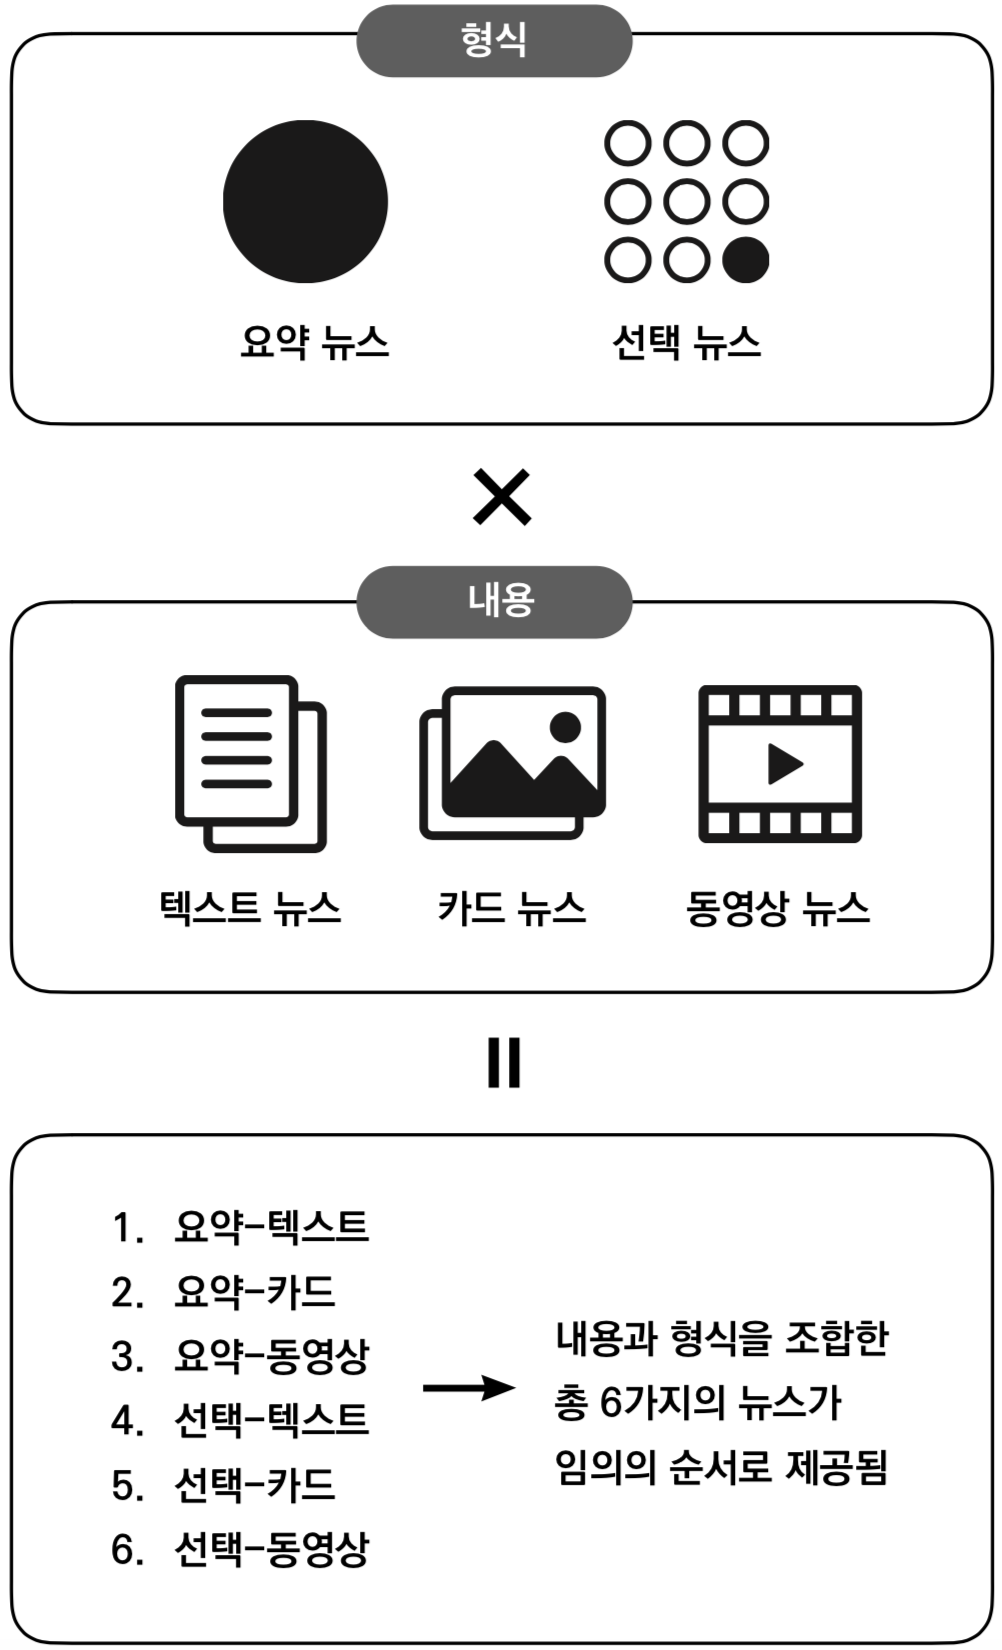 형식
요약 뉴스
선택 뉴스
×
내용
텍스트 뉴스
카드 뉴스
동영상 뉴스
=
1. 요약-텍스트
2. 요약-카드
3. 요약-동영상
4. 선택-텍스트
5. 선택-카드
6. 선택-동영상
내용과 형식을 조합한
총 6가지의 뉴스가
임의의 순서로 제공됨